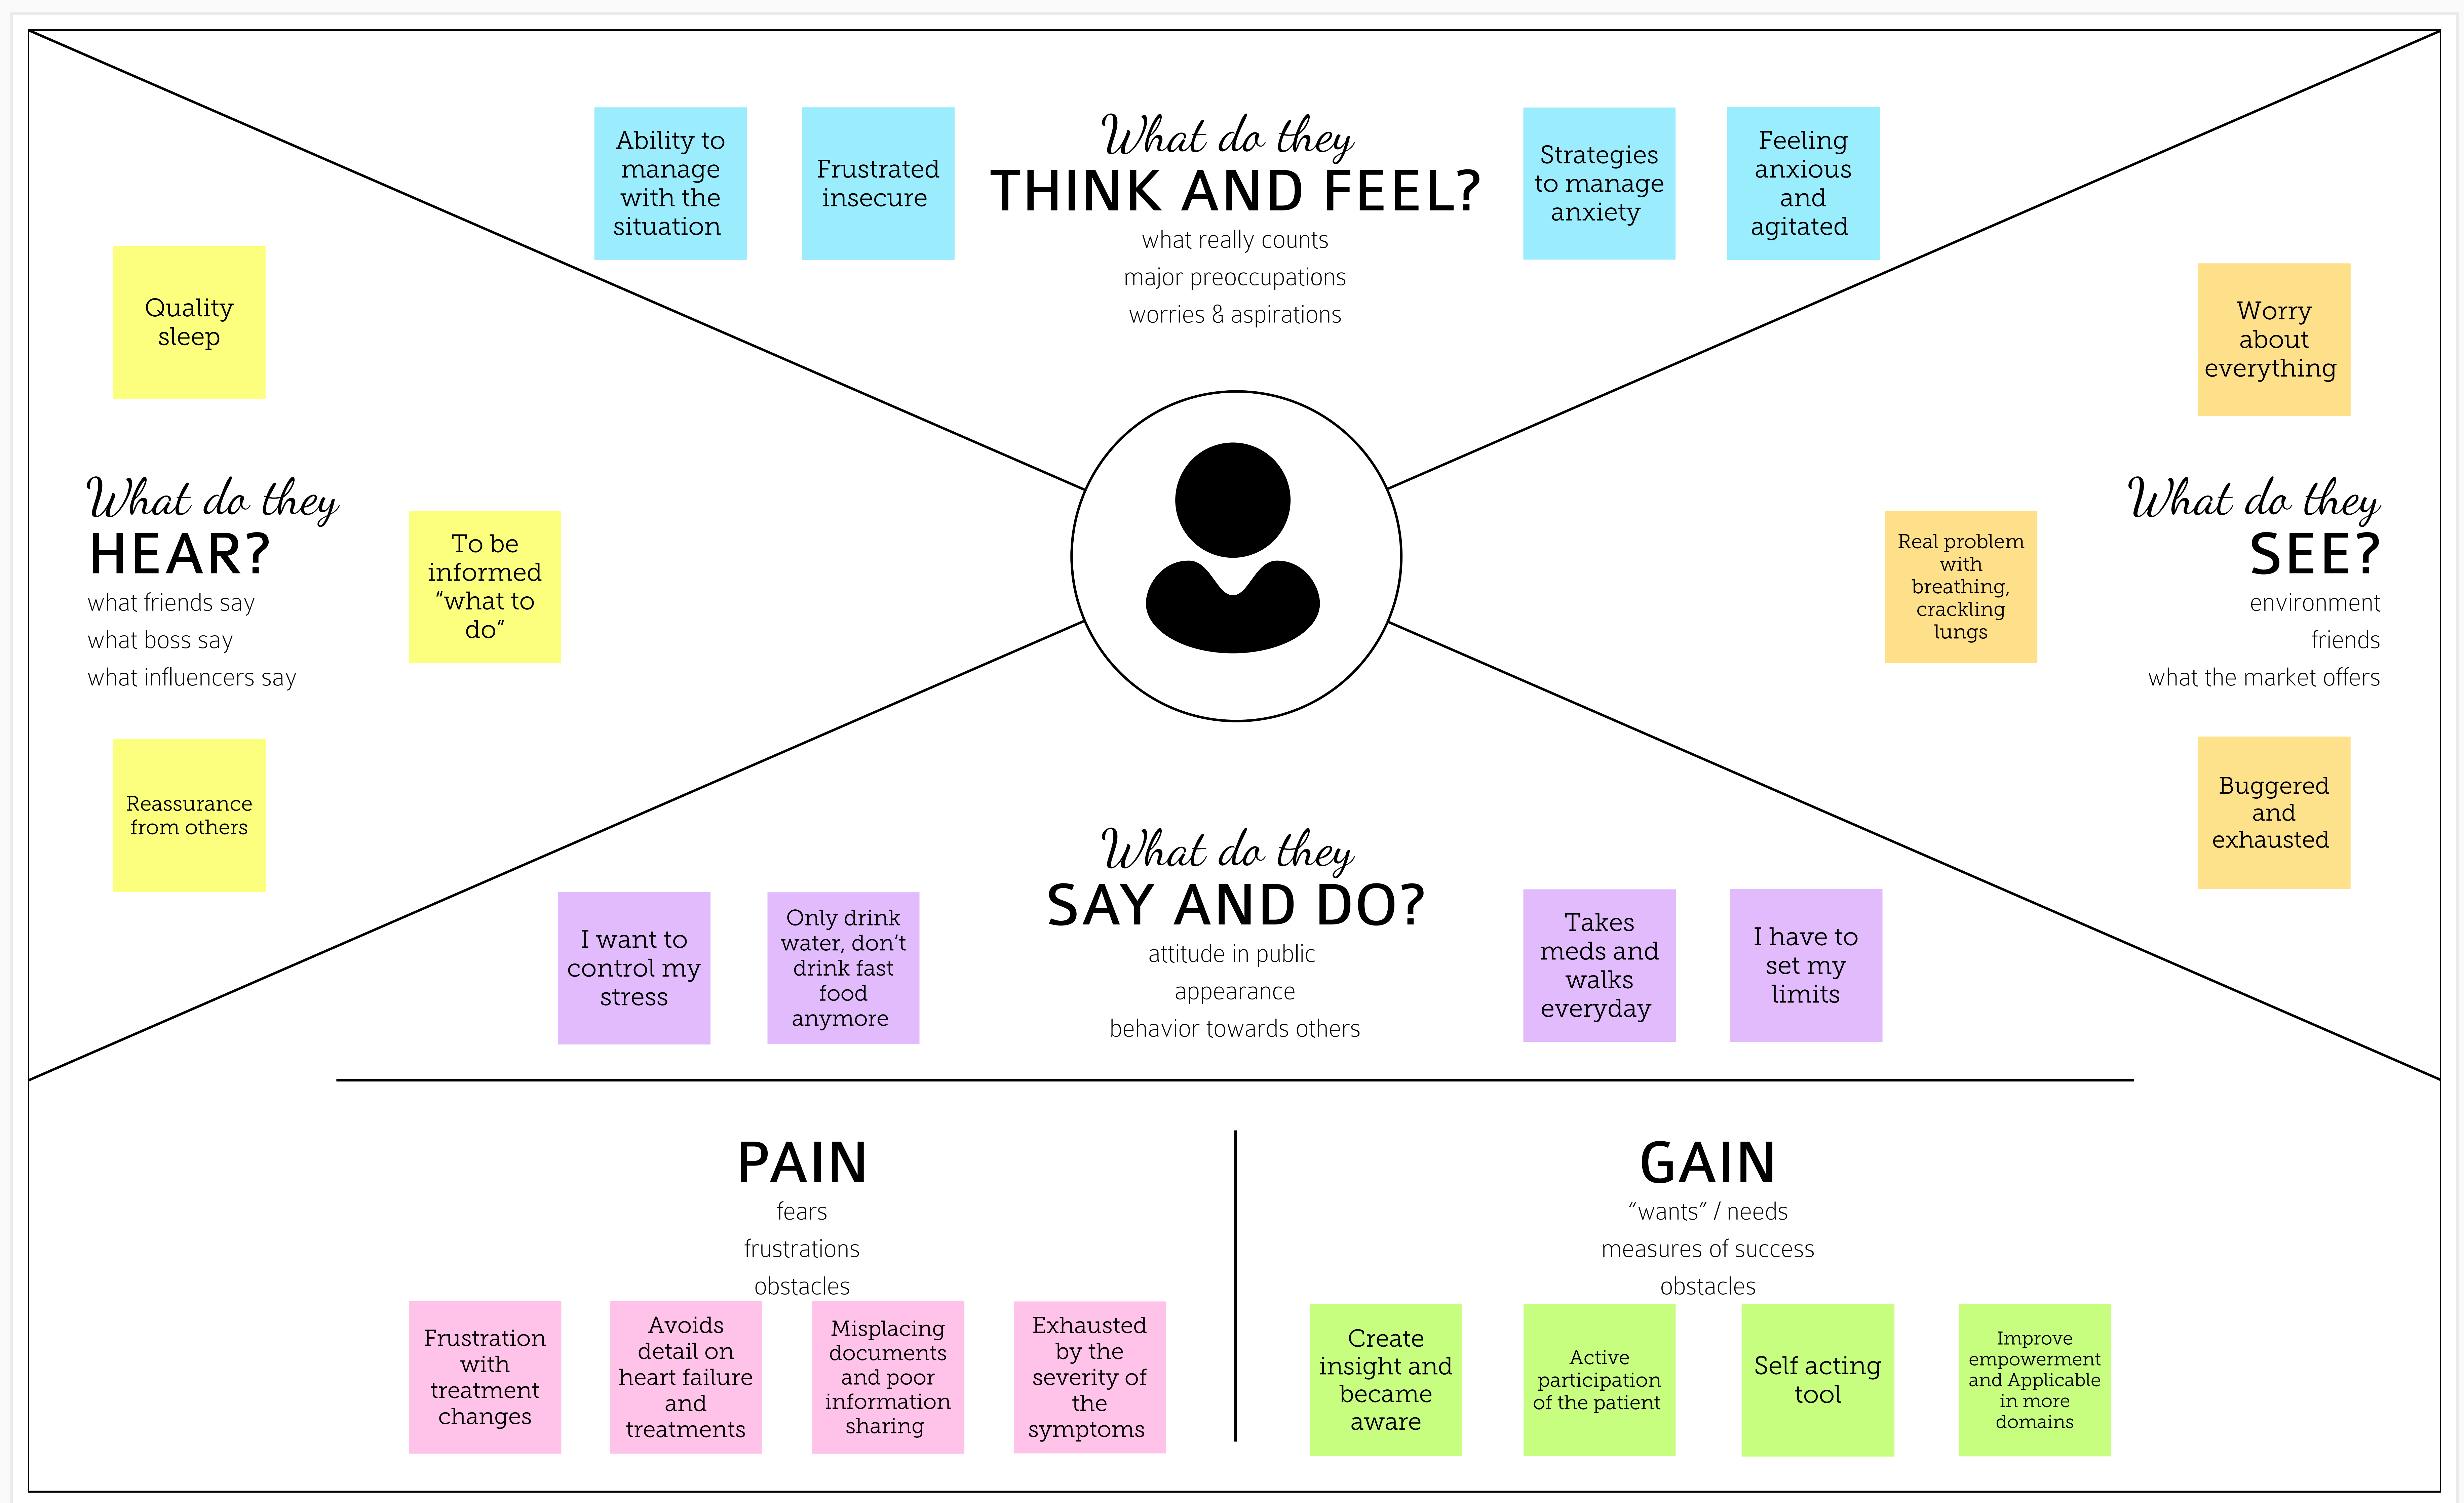 What do they
THINK AND FEEL?
what really counts
major preoccupations
worries & aspirations
Ability to
manage
with the
situation
Frustrated
insecure
Strategies
to manage
anxiety
Feeling
anxious
and
agitated
What do they
HEAR?
what friends say
what boss say
what influencers say
Quality
sleep
To be
informed
“what to
do”
Reassurance
from others
What do they
SEE?
environment
friends
what the market offers
Worry
about
everything
Real problem
with
breathing,
crackling
lungs
Buggered
and
exhausted
What do they
SAY AND DO?
attitude in public
appearance
behavior towards others
I want to
control my
stress
Only drink
water, don’t
drink fast
food
anymore
Takes
meds and
walks
everyday
I have to
set my
limits
PAIN
fears
frustrations
obstacles
Frustration
with
treatment
changes
Avoids
detail on
heart failure
and
treatments
Misplacing
documents
and poor
information
sharing
Exhausted
by the
severity of
the
symptoms
GAIN
“wants” / needs
measures of success
obstacles
Create
insight and
became
aware
Active
participation
of the patient
Self acting
tool
Improve
empowerment
and Applicable
in more
domains